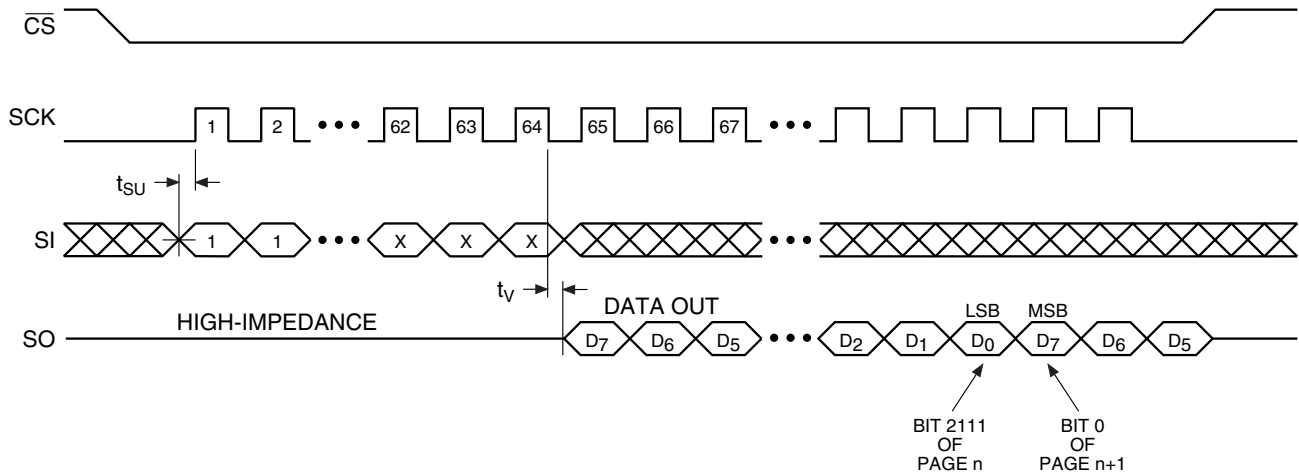 CS
SCK
1 2 ••• 62 63 64 65 66 67 •••
tSU
SI
1 1 ••• X X X •••
tV
DATA OUT
HIGH-IMPEDANCE
LSB MSB
SO
D7 D6 D5 ••• D2 D1 D0 D7 D6 D5
BIT 2111
OF
PAGE n
BIT 0
OF
PAGE n+1